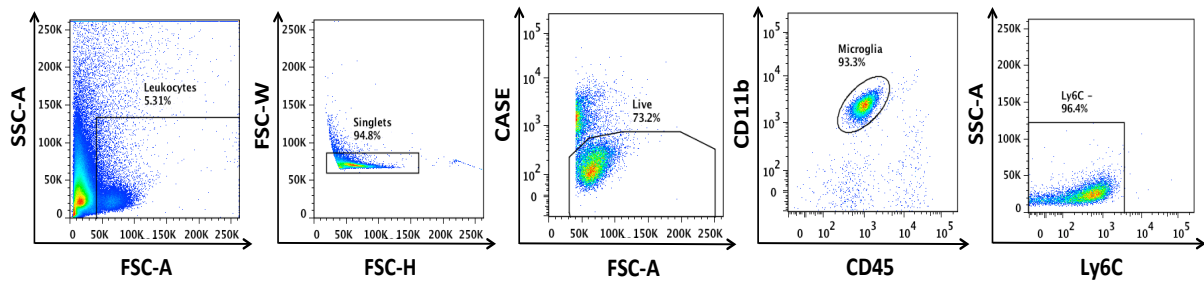 SSC-A
250K
200K
150K
100K
50K
0
Leukocytes
5.31%
0 50K 100K 150K 200K 250K
FSC-A
FSC-W
250K
200K
150K
100K
50K
0
Singlets
94.8%
0 50K 100K 150K 200K 250K
FSC-H
CASE
10^5
10^4
10^3
10^2
0
Live
73.2%
0 50K 100K... 150K 200K 250K
FSC-A
CD11b
10^5
10^4
10^3
10^2
0
Microglia
93.3%
0 10^2 10^3 10^4 10^5
CD45
SSC-A
250K
200K
150K
100K
50K
0
Ly6C -
96.4%
0 10^2 10^3 10^4 10^5
Ly6C